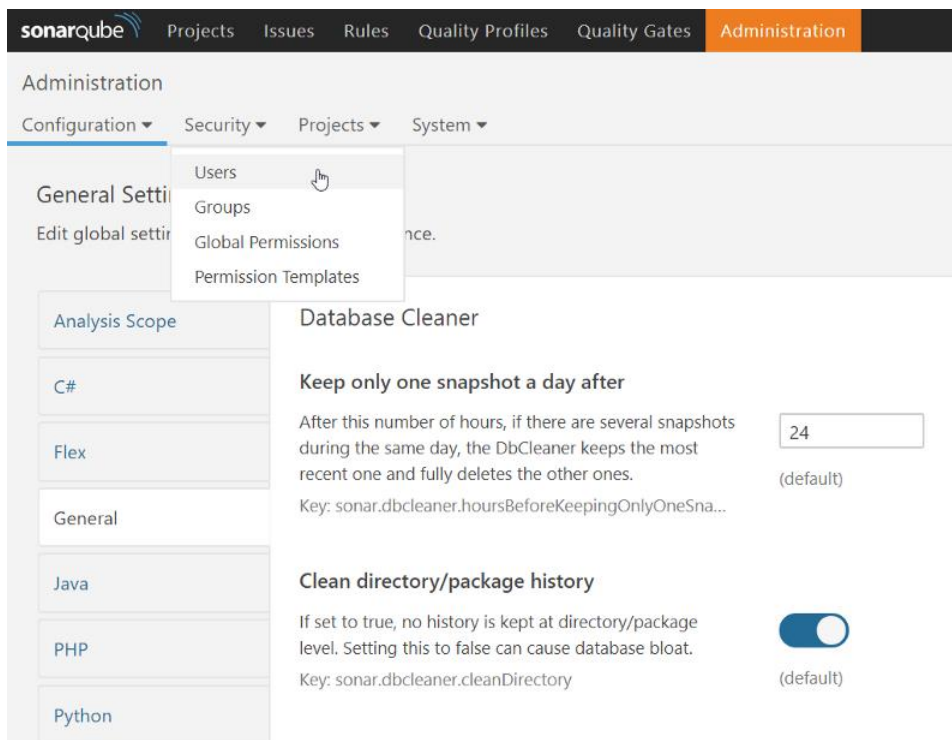 sonarqube Projects Issues Rules Quality Profiles Quality Gates Administration
Administration
Configuration Security Projects System
Users
Groups
Global Permissions
Permission Templates
General Setti
Edit global settin nce.
Analysis Scope
C#
Flex
General
Java
PHP
Python
Database Cleaner
Keep only one snapshot a day after
After this number of hours, if there are several snapshots
during the same day, the DbCleaner keeps the most
recent one and fully deletes the other ones.
Key: sonar.dbcleaner.hoursBeforeKeepingOnlyOneSna...
24
(default)
Clean directory/package history
If set to true, no history is kept at directory/package
level. Setting this to false can cause database bloat.
Key: sonar.dbcleaner.cleanDirectory
(default)